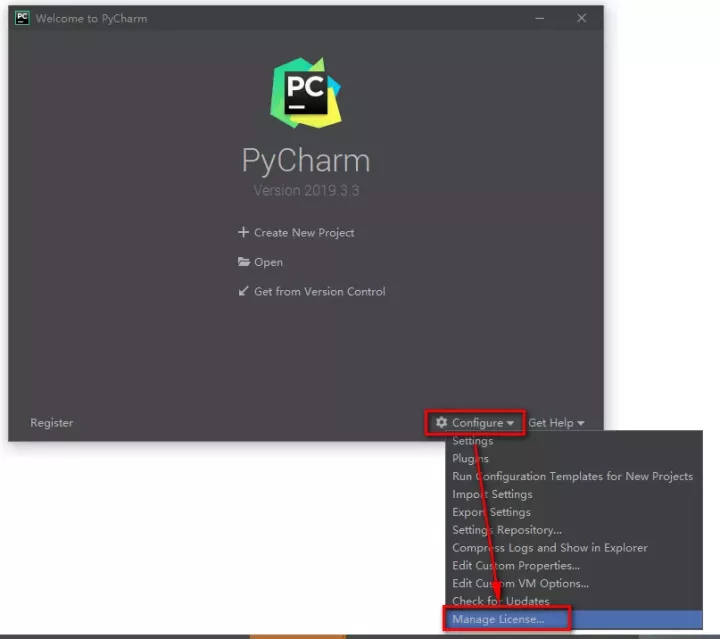 PC Welcome to PyCharm
PC
PyCharm
Version 2019.3.3
Create New Project
Open
Get from Version Control
Register
Configure
Get Help
Settings
Plugins
Run Configuration Templates for New Projects
Import Settings
Export Settings
Settings Repository...
Compress Logs and Show in Explorer
Edit Custom Properties...
Edit Custom VM Options...
Check for Updates
Manage License...